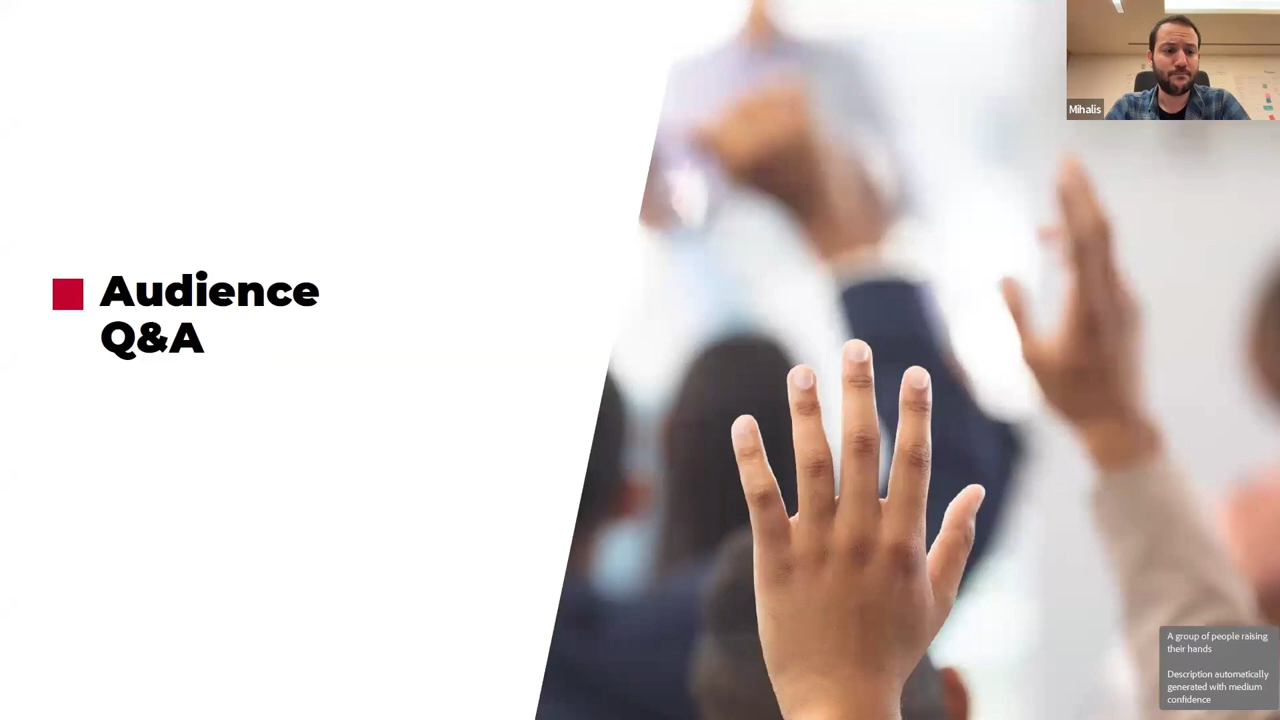 Mihalis
Audience
Q&A
A group of people raising
their hands
Description automatically
generated with medium
confidence